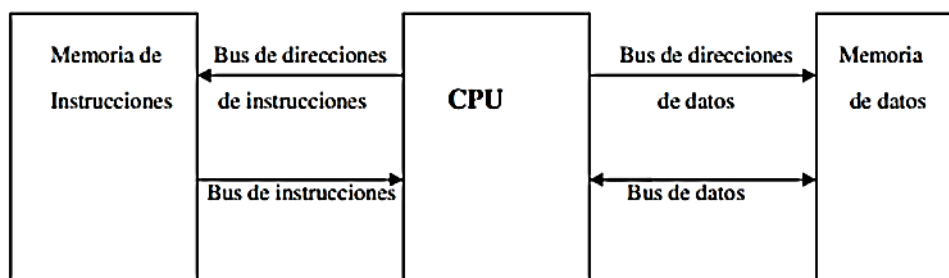 Memoria de
Instrucciones
Bus de direcciones
de instrucciones
Bus de instrucciones
CPU
Bus de direcciones
de datos
Bus de datos
Memoria
de datos